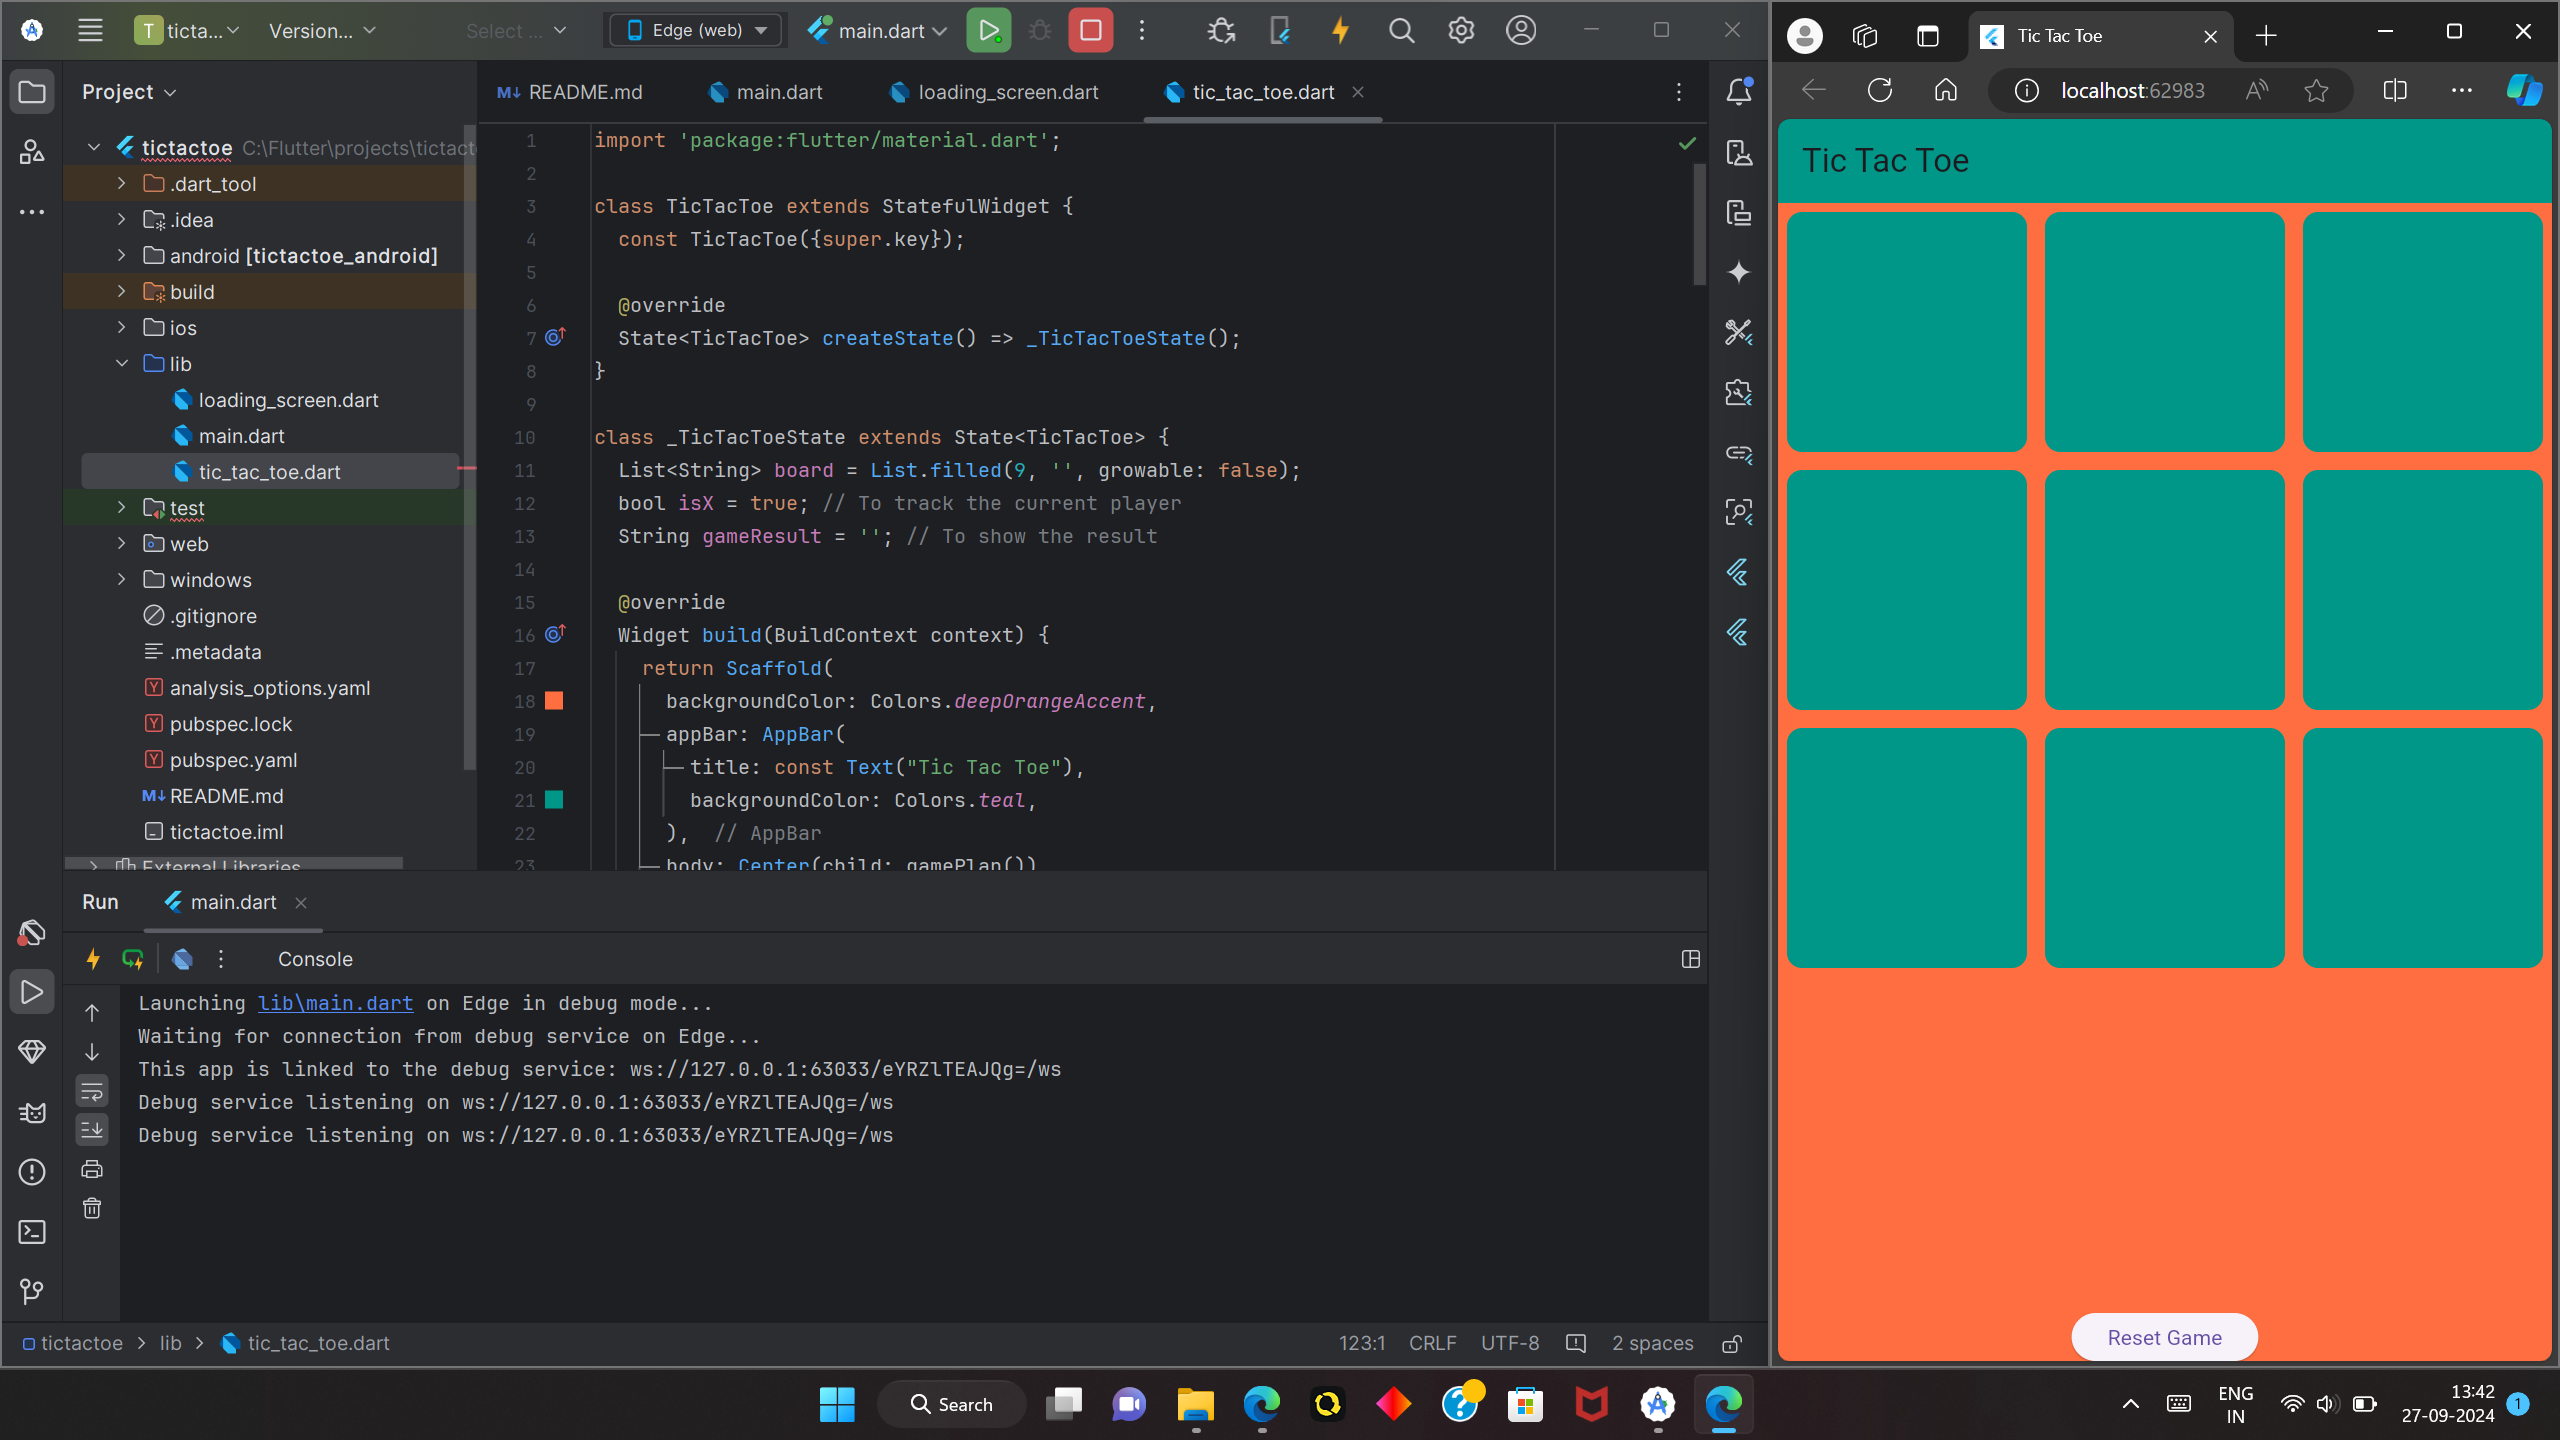 T
ticta...
Version...
Select ...
Edge (web)
main.dart
Project
tictactoe C:\Flutter\projects\tictact
.dart_tool
.idea
android [tictactoe_android]
build
ios
lib
loading_screen.dart
main.dart
tic_tac_toe.dart
test
web
windows
.gitignore
.metadata
Y analysis_options.yaml
Y pubspec.lock
Y pubspec.yaml
M↓ README.md
tictactoe.iml
External Libraries
M↓ README.md
main.dart
loading_screen.dart
tic_tac_toe.dart
1 import 'package:flutter/material.dart';
2
3 class TicTacToe extends StatefulWidget {
4 const TicTacToe({super.key});
5
6 @override
7 State<TicTacToe> createState() => _TicTacToeState();
8 }
9
10 class _TicTacToeState extends State<TicTacToe> {
11 List<String> board = List.filled(9, '', growable: false);
12 bool isX = true; // To track the current player
13 String gameResult = ''; // To show the result
14
15 @override
16 Widget build(BuildContext context) {
17 return Scaffold(
18 backgroundColor: Colors.deepOrangeAccent,
19 appBar: AppBar(
20 title: const Text("Tic Tac Toe"),
21 backgroundColor: Colors.teal,
22 ), // AppBar
23 body: Center(child: gamePlan())
Run
main.dart
Console
Launching lib\main.dart on Edge in debug mode...
Waiting for connection from debug service on Edge...
This app is linked to the debug service: ws://127.0.0.1:63033/eYRZlTEAJQg=/ws
Debug service listening on ws://127.0.0.1:63033/eYRZlTEAJQg=/ws
Debug service listening on ws://127.0.0.1:63033/eYRZlTEAJQg=/ws
tictactoe > lib > tic_tac_toe.dart
123:1
CRLF
UTF-8
2 spaces
Tic Tac Toe
localhost:62983
Tic Tac Toe
Reset Game
Search
ENG
IN
13:42
27-09-2024
1